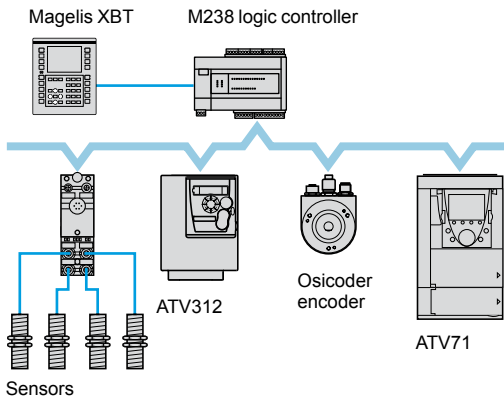 Magelis XBT
M238 logic controller
ATV312
Osicoder
encoder
ATV71
Sensors